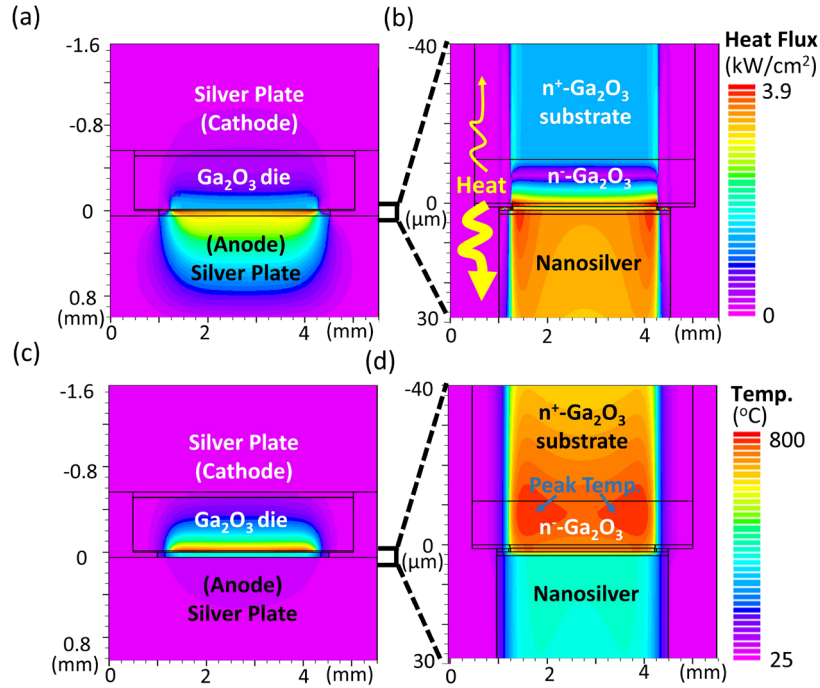 (a)
-1.6
-0.8
0
0.8
(mm)
0
2
4
(mm)
Silver Plate
(Cathode)
Ga₂O₃ die
(Anode)
Silver Plate
(b)
-40
0
(μm)
30
0
2
4
(mm)
n⁺-Ga₂O₃
substrate
n⁻-Ga₂O₃
Heat
Nanosilver
Heat Flux
(kW/cm²)
3.9
0
(c)
-1.6
-0.8
0
0.8
(mm)
0
2
4
(mm)
Silver Plate
(Cathode)
Ga₂O₃ die
(Anode)
Silver Plate
(d)
-40
0
(μm)
30
2
4
(mm)
n⁺-Ga₂O₃
substrate
Peak Temp.
n⁻-Ga₂O₃
Nanosilver
Temp.
(°C)
800
25